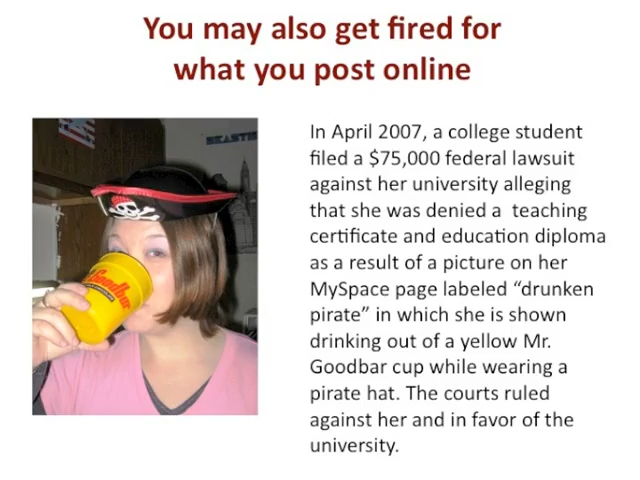 You may also get fired for
what you post online
BEASTIE
Goodbar
In April 2007, a college student
filed a $75,000 federal lawsuit
against her university alleging
that she was denied a  teaching
certificate and education diploma
as a result of a picture on her
MySpace page labeled “drunken
pirate” in which she is shown
drinking out of a yellow Mr.
Goodbar cup while wearing a
pirate hat. The courts ruled
against her and in favor of the
university.